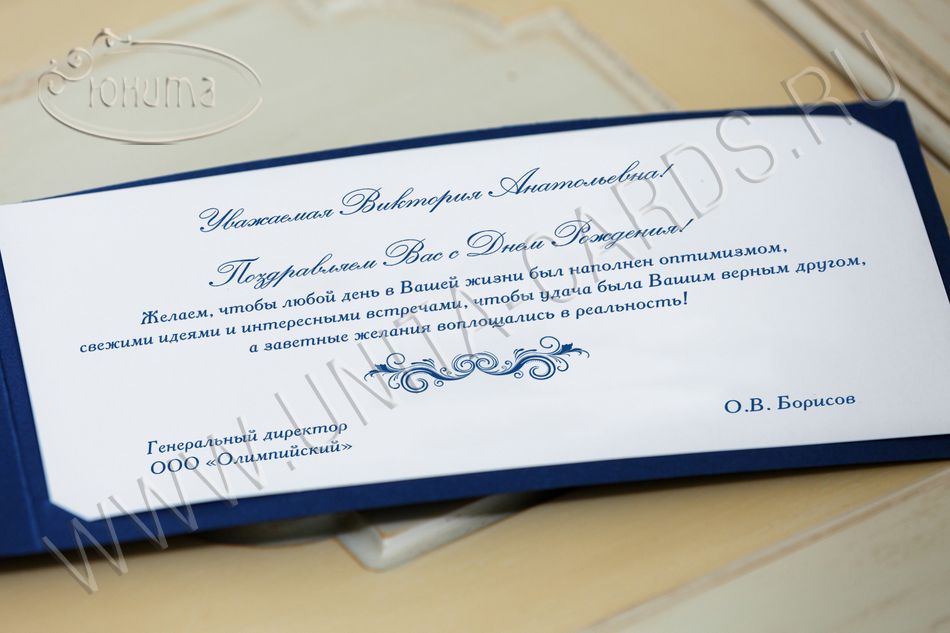 Юнита
Уважаемая Виктория Анатольевна!
Поздравляем Вас с Днем Рождения!
Желаем, чтобы любой день в Вашей жизни был наполнен оптимизмом,
свежими идеями и интересными встречами, чтобы удача была Вашим верным другом,
а заветные желания воплощались в реальность!
О.В. Борисов
Генеральный директор
ООО «Олимпийский»
WWW.UNITA-CARDS.RU